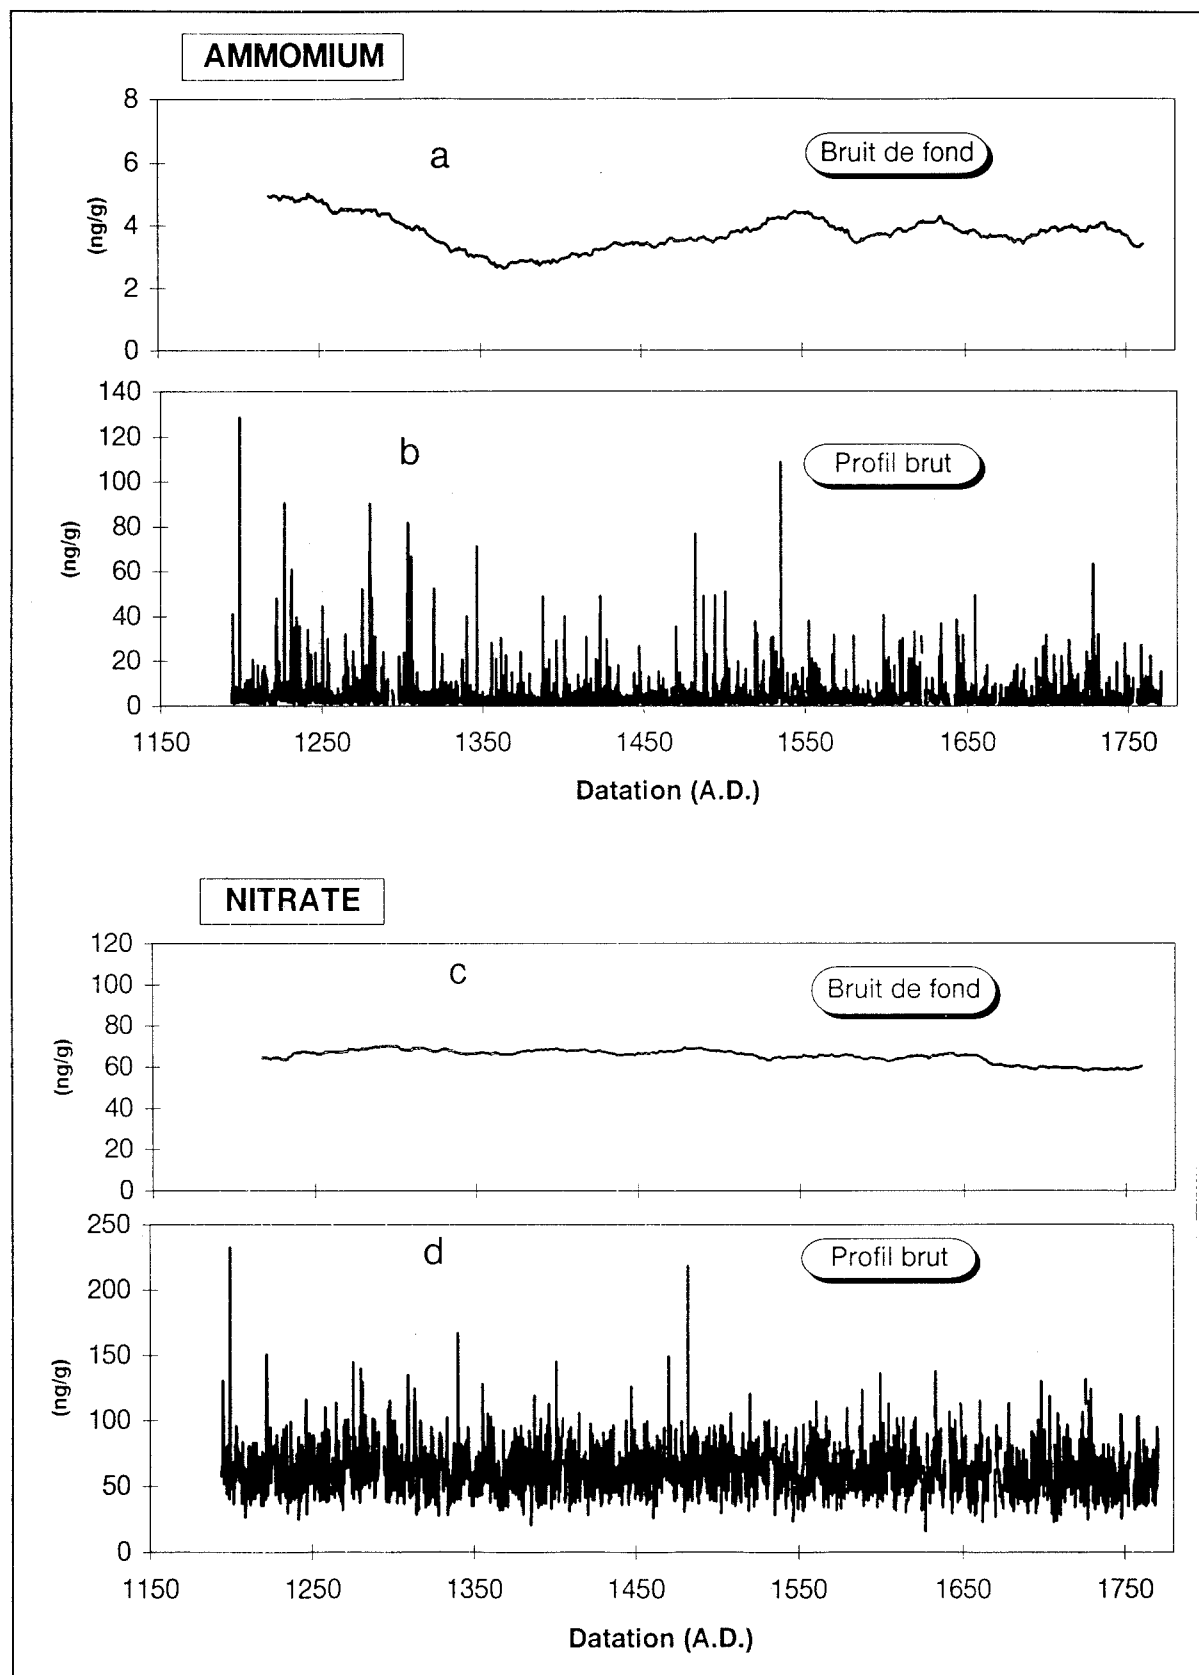 AMMOMIUM
8
6
4
2
0
(ng/g)
a
Bruit de fond
140
120
100
80
60
40
20
0
(ng/g)
b
Profil brut
1150 1250 1350 1450 1550 1650 1750
Datation (A.D.)
NITRATE
120
100
80
60
40
20
0
(ng/g)
c
Bruit de fond
250
200
150
100
50
0
(ng/g)
d
Profil brut
1150 1250 1350 1450 1550 1650 1750
Datation (A.D.)